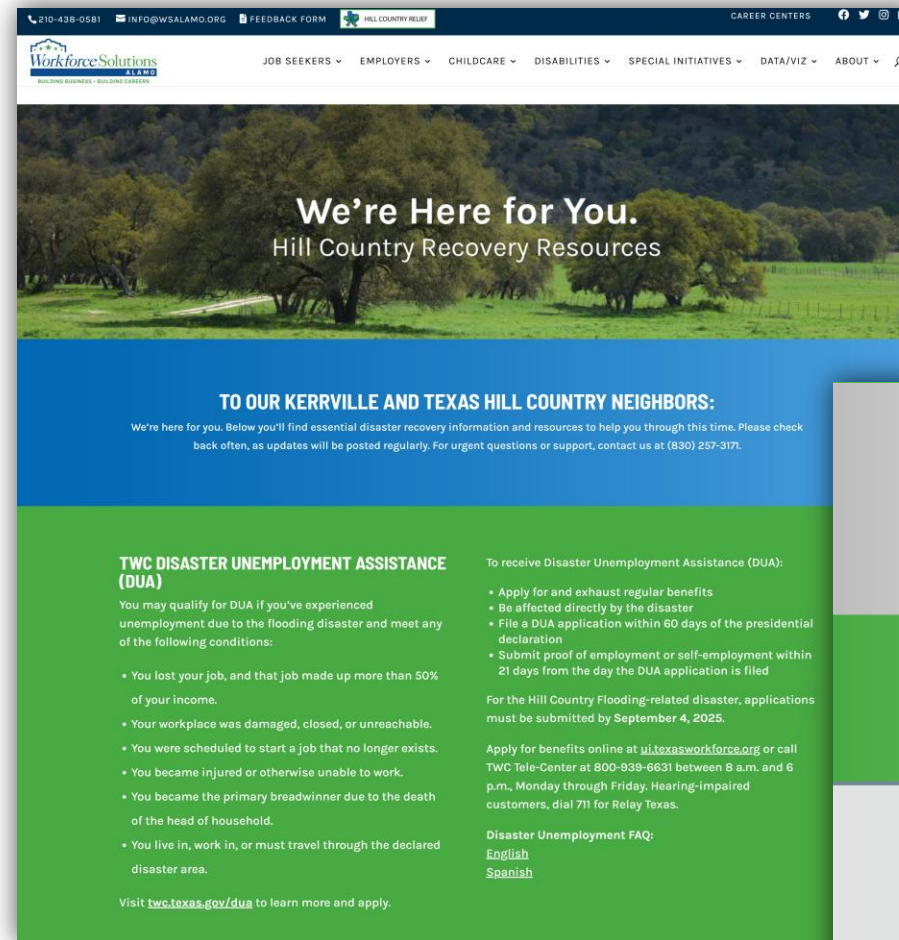 210-438-0581 INFO@WSALAMO.ORG FEEDBACK FORM HILL COUNTRY RELIEF CAREER CENTERS
WorkforceSolutions
ALAMO
BUILDING BUSINESS • BUILDING CAREERS
JOB SEEKERS EMPLOYERS CHILDCARE DISABILITIES SPECIAL INITIATIVES DATA/VIZ ABOUT
We're Here for You.
Hill Country Recovery Resources
TO OUR KERRVILLE AND TEXAS HILL COUNTRY NEIGHBORS:
We're here for you. Below you'll find essential disaster recovery information and resources to help you through this time. Please check
back often, as updates will be posted regularly. For urgent questions or support, contact us at (830) 257-3171.
TWC DISASTER UNEMPLOYMENT ASSISTANCE
(DUA)
You may qualify for DUA if you've experienced
unemployment due to the flooding disaster and meet any
of the following conditions:
• You lost your job, and that job made up more than 50%
of your income.
• Your workplace was damaged, closed, or unreachable.
• You were scheduled to start a job that no longer exists.
• You became injured or otherwise unable to work.
• You became the primary breadwinner due to the death
of the head of household.
• You live in, work in, or must travel through the declared
disaster area.
Visit twc.texas.gov/dua to learn more and apply.
To receive Disaster Unemployment Assistance (DUA):
• Apply for and exhaust regular benefits
• Be affected directly by the disaster
• File a DUA application within 60 days of the presidential
declaration
• Submit proof of employment or self-employment within
21 days from the day the DUA application is filed
For the Hill Country Flooding-related disaster, applications
must be submitted by September 4, 2025.
Apply for benefits online at ui.texasworkforce.org or call
TWC Tele-Center at 800-939-6631 between 8 a.m. and 6
p.m., Monday through Friday. Hearing-impaired
customers, dial 711 for Relay Texas.
Disaster Unemployment FAQ:
English
Spanish